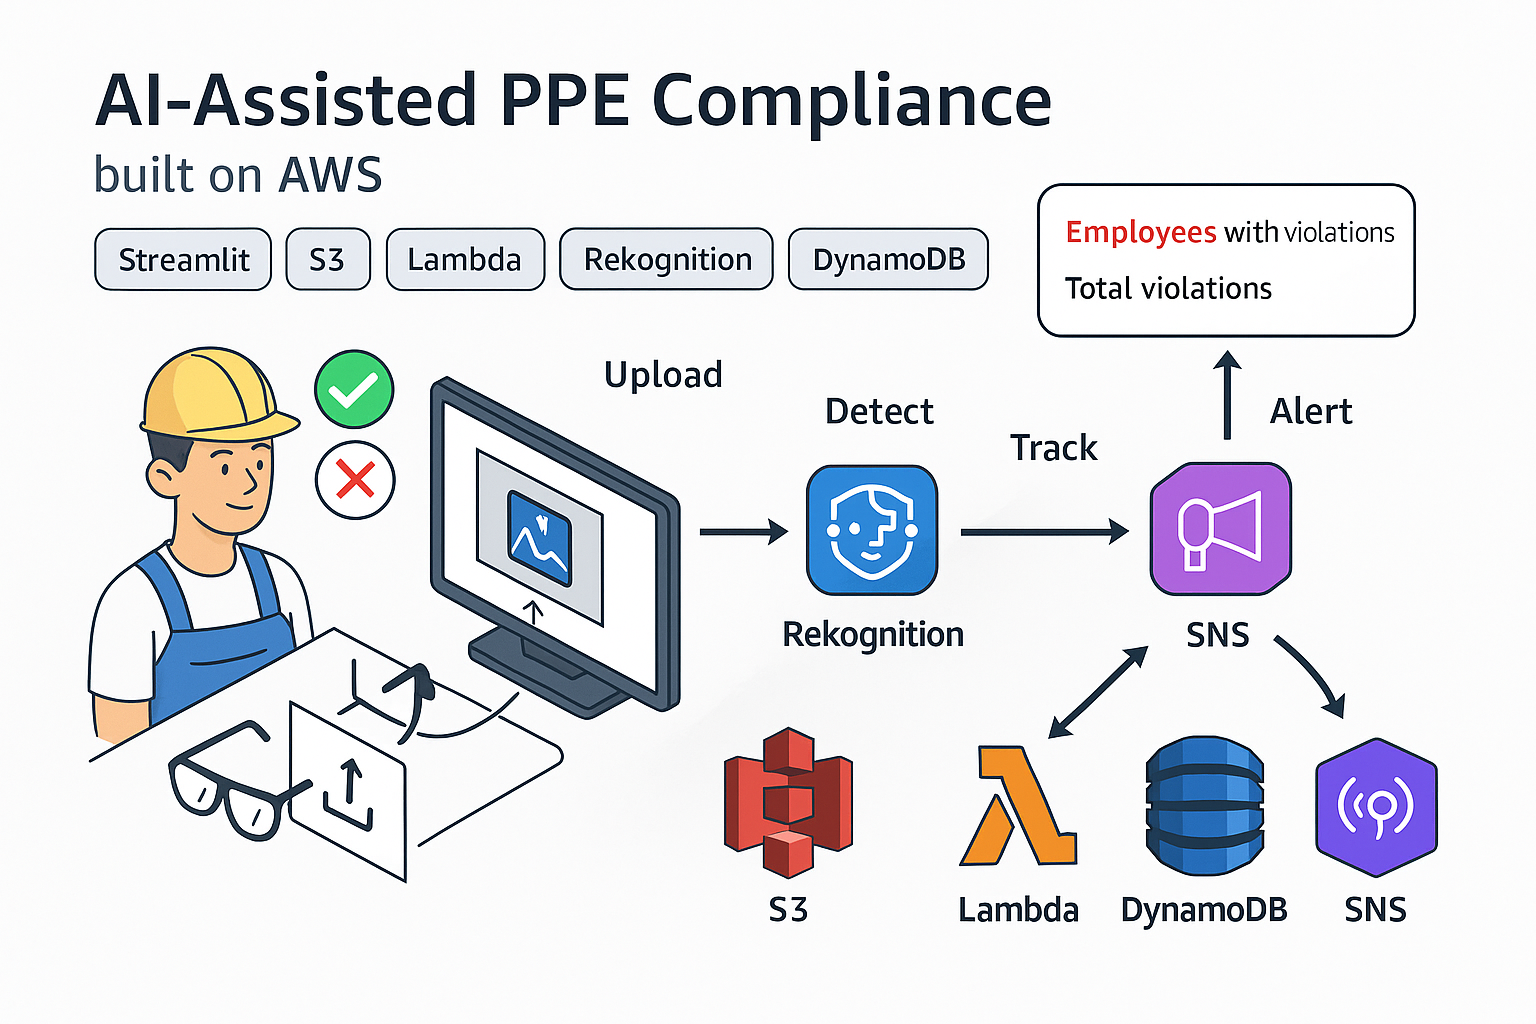 AI-Assisted PPE Compliance
built on AWS
Streamlit
S3
Lambda
Rekognition
DynamoDB
Employees with violations
Total violations
Upload
Detect
Track
Alert
Rekognition
SNS
S3
Lambda
DynamoDB
SNS